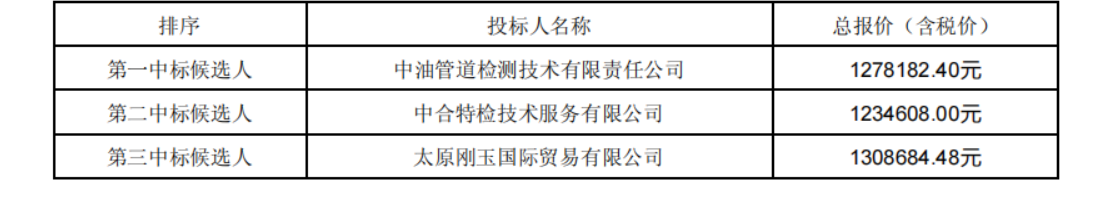 排序 投标人名称 总报价（含税价）
第一中标候选人 中油管道检测技术有限责任公司 1278182.40元
第二中标候选人 中合特检技术服务有限公司 1234608.00元
第三中标候选人 太原刚玉国际贸易有限公司 1308684.48元